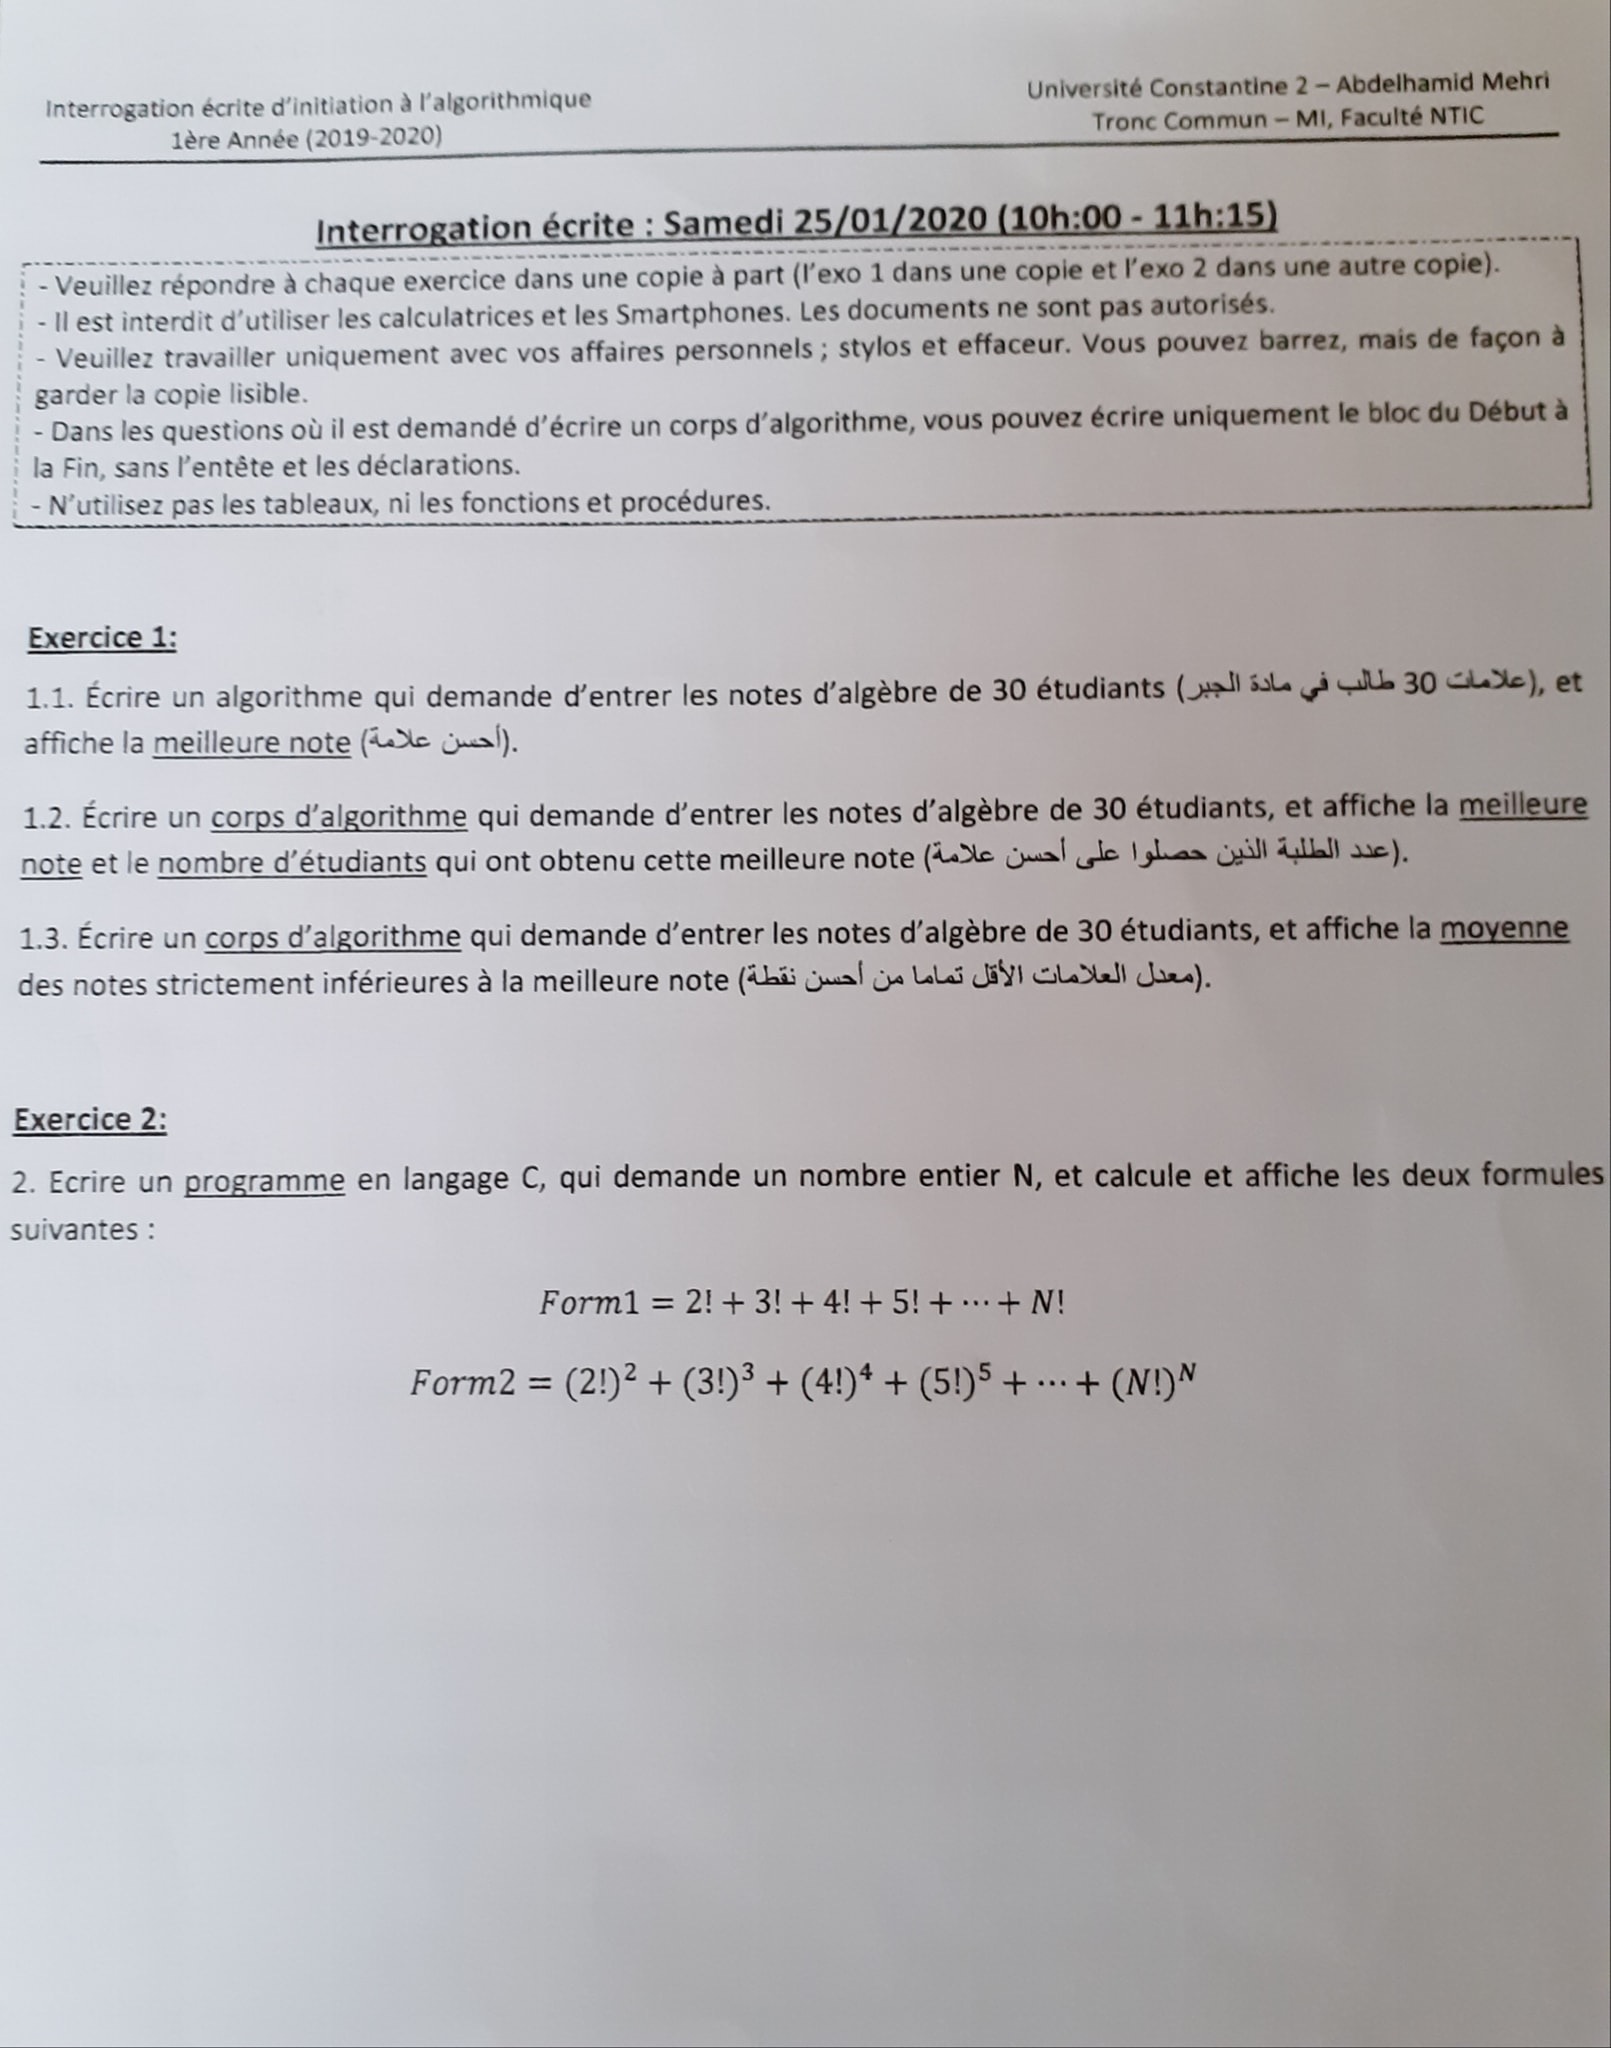 Interrogation écrite d'initiation à l'algorithmique
1ère Année (2019-2020)
Université Constantine 2 – Abdelhamid Mehri
Tronc Commun – MI, Faculté NTIC
Interrogation écrite : Samedi 25/01/2020 (10h:00 - 11h:15)
- Veuillez répondre à chaque exercice dans une copie à part (l'exo 1 dans une copie et l'exo 2 dans une autre copie).
- Il est interdit d'utiliser les calculatrices et les Smartphones. Les documents ne sont pas autorisés.
- Veuillez travailler uniquement avec vos affaires personnels ; stylos et effaceur. Vous pouvez barrez, mais de façon à
garder la copie lisible.
- Dans les questions où il est demandé d'écrire un corps d'algorithme, vous pouvez écrire uniquement le bloc du Début à
la Fin, sans l'entête et les déclarations.
- N'utilisez pas les tableaux, ni les fonctions et procédures.
Exercice 1:
1.1. Écrire un algorithme qui demande d'entrer les notes d'algèbre de 30 étudiants (علامات 30 طالب في مادة الجبر), et
affiche la meilleure note (أحسن علامة).
1.2. Écrire un corps d'algorithme qui demande d'entrer les notes d'algèbre de 30 étudiants, et affiche la meilleure
note et le nombre d'étudiants qui ont obtenu cette meilleure note (عدد الطلبة الذين حصلوا على أحسن علامة).
1.3. Écrire un corps d'algorithme qui demande d'entrer les notes d'algèbre de 30 étudiants, et affiche la moyenne
des notes strictement inférieures à la meilleure note (معدل العلامات الأقل تماما من أحسن نقطة).
Exercice 2:
2. Ecrire un programme en langage C, qui demande un nombre entier N, et calcule et affiche les deux formules
suivantes :
Form1 = 2! + 3! + 4! + 5! + ⋯ + N!
Form2 = (2!)² + (3!)³ + (4!)⁴ + (5!)⁵ + ⋯ + (N!)ᴺ